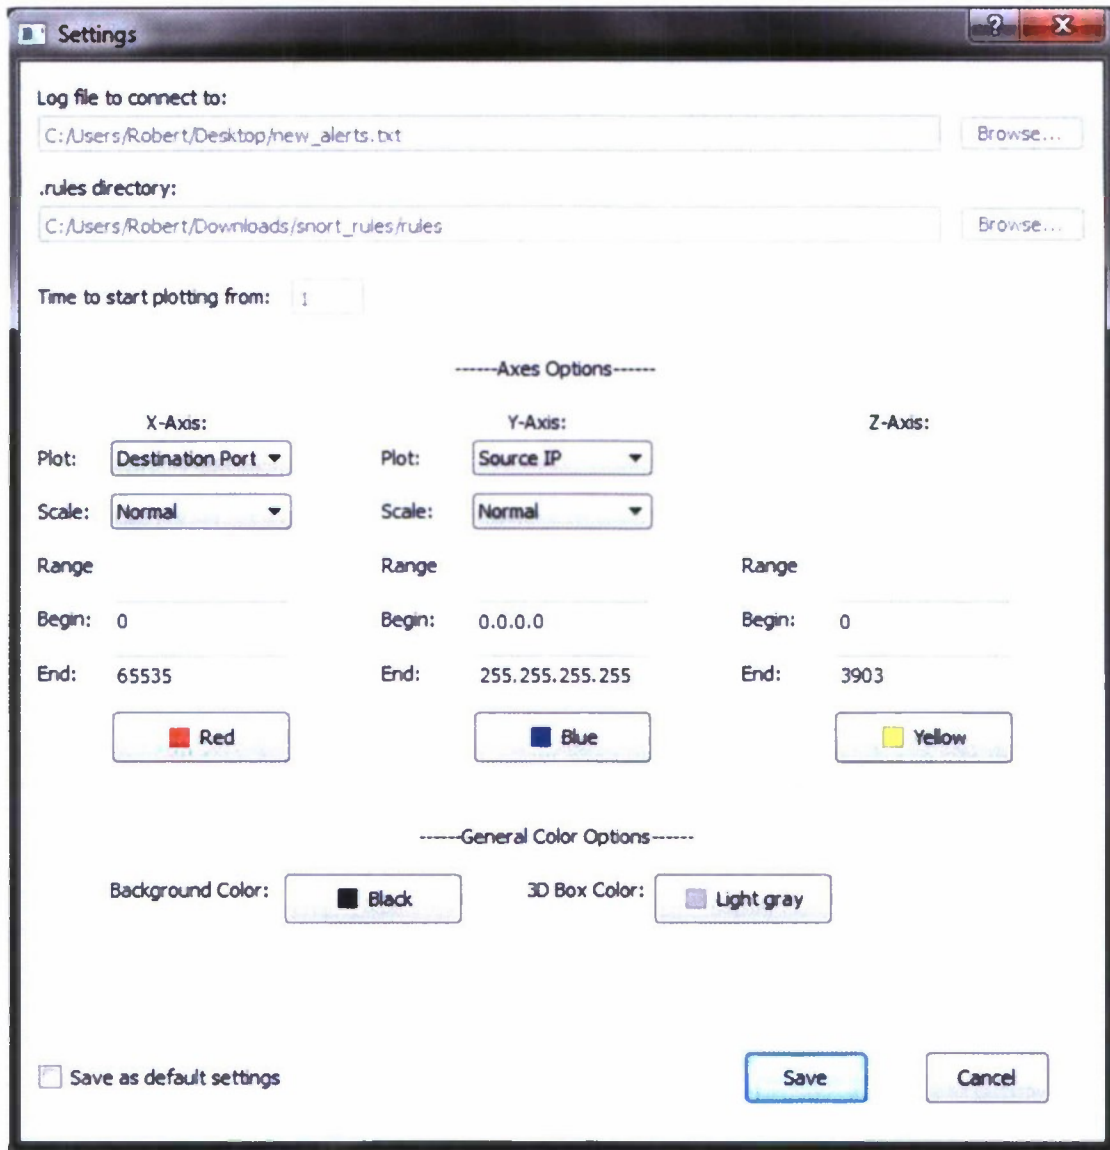 Settings
Log file to connect to:
C:/Users/Robert/Desktop/new_alerts.txt Browse...
.rules directory:
C:/Users/Robert/Downloads/snort_rules/rules Browse...
Time to start plotting from: 1
------Axes Options------
X-Axis: Y-Axis: Z-Axis:
Plot: Destination Port Plot: Source IP
Scale: Normal Scale: Normal
Range Range Range
Begin: 0 Begin: 0.0.0.0 Begin: 0
End: 65535 End: 255.255.255.255 End: 3903
Red Blue Yellow
------General Color Options------
Background Color: Black 3D Box Color: Light gray
Save as default settings Save Cancel